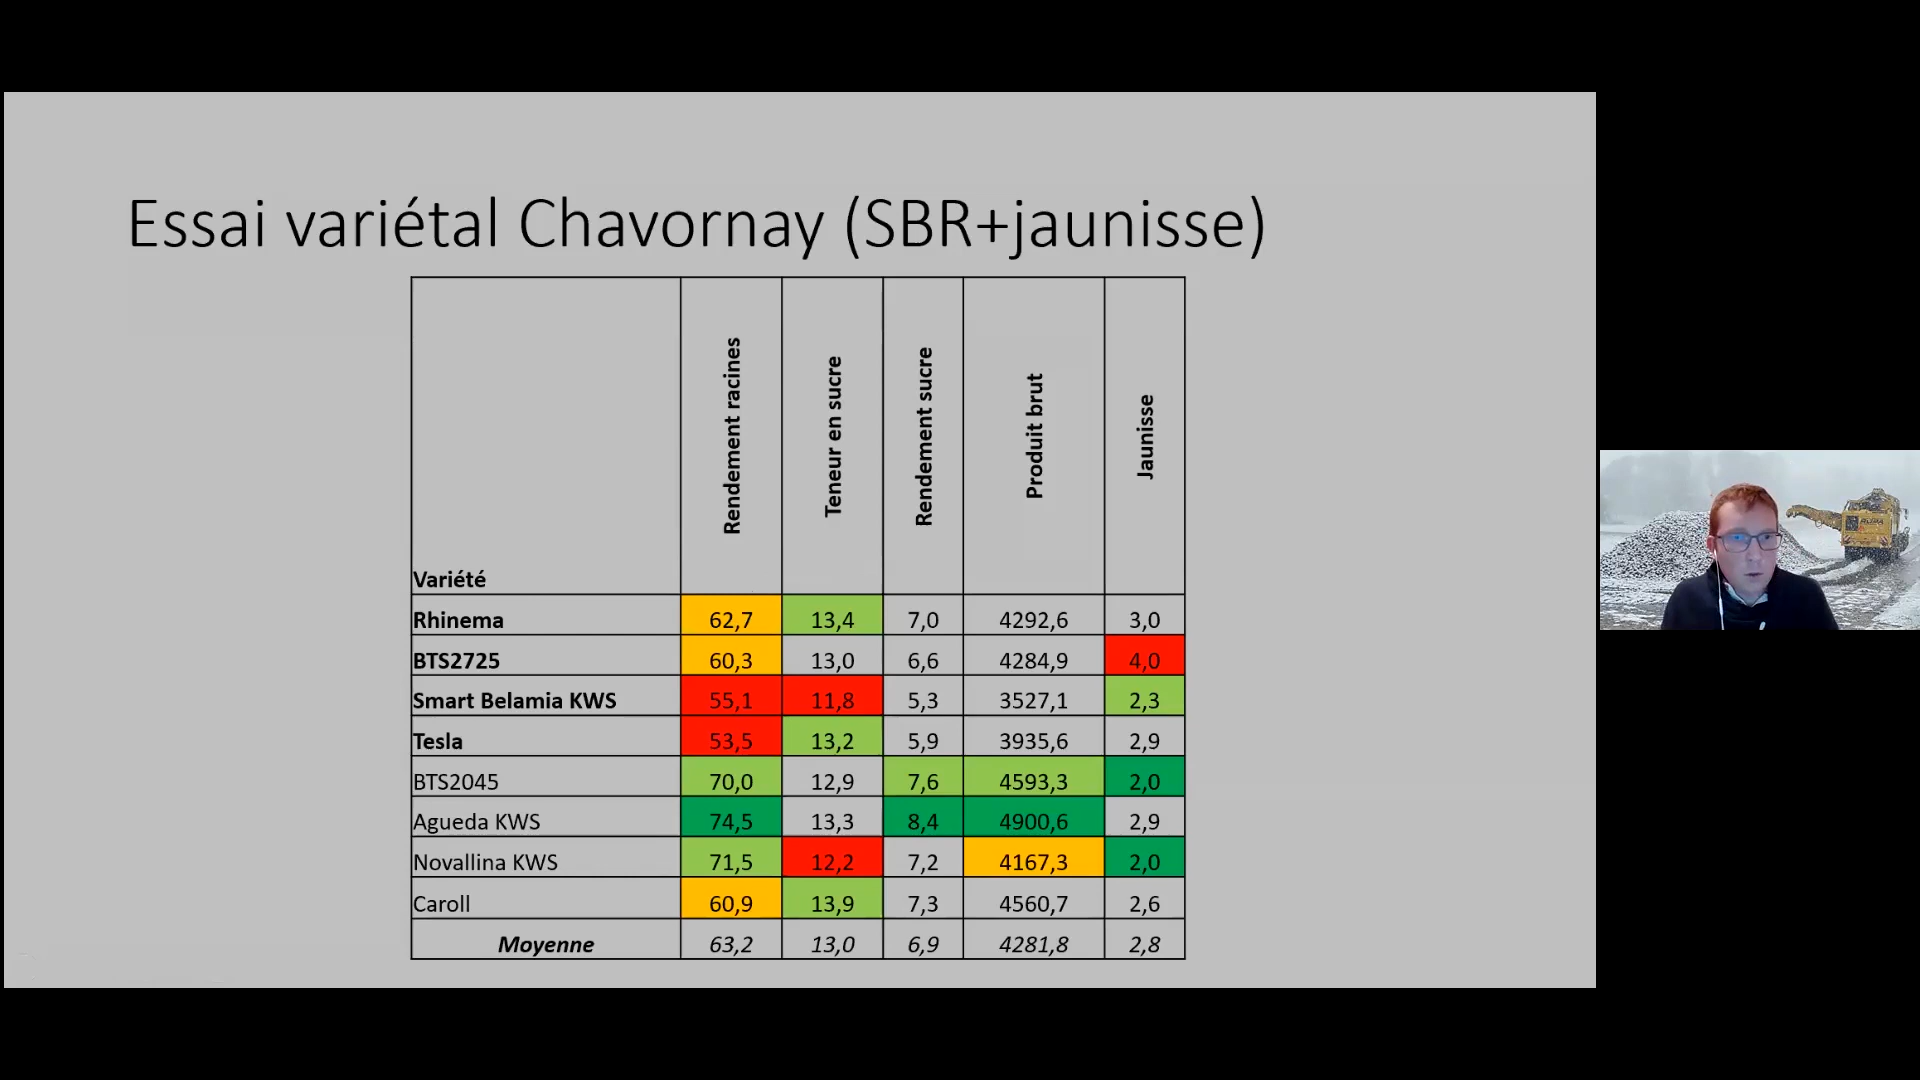 Essai variétal Chavornay (SBR+jaunisse)
Variété Rendement racines Teneur en sucre Rendement sucre Produit brut Jaunisse
Rhinema 62,7 13,4 7,0 4292,6 3,0
BTS2725 60,3 13,0 6,6 4284,9 4,0
Smart Belamia KWS 55,1 11,8 5,3 3527,1 2,3
Tesla 53,5 13,2 5,9 3935,6 2,9
BTS2045 70,0 12,9 7,6 4593,3 2,0
Agueda KWS 74,5 13,3 8,4 4900,6 2,9
Novallina KWS 71,5 12,2 7,2 4167,3 2,0
Caroll 60,9 13,9 7,3 4560,7 2,6
Moyenne 63,2 13,0 6,9 4281,8 2,8